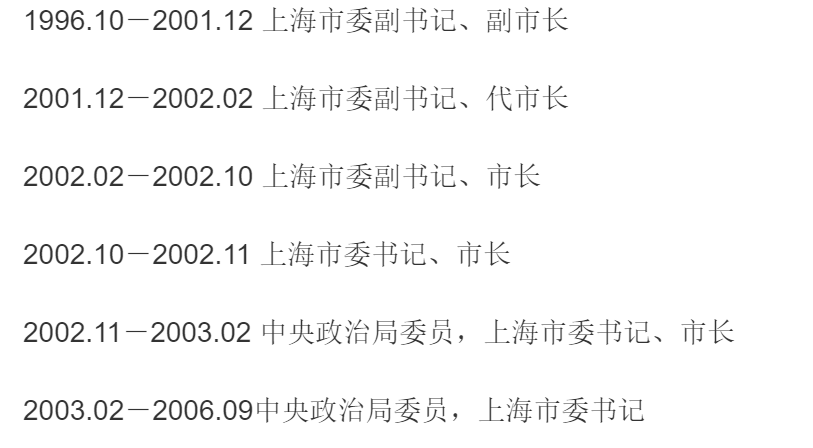 1996.10－2001.12 上海市委副书记、副市长
2001.12－2002.02 上海市委副书记、代市长
2002.02－2002.10 上海市委副书记、市长
2002.10－2002.11 上海市委书记、市长
2002.11－2003.02 中央政治局委员，上海市委书记、市长
2003.02－2006.09中央政治局委员，上海市委书记